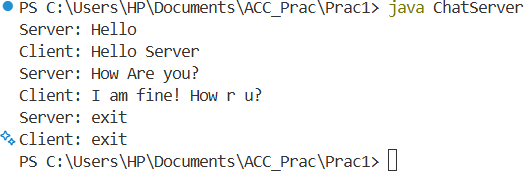 PS C:\Users\HP\Documents\ACC_Prac\Prac1> java ChatServer
Server: Hello
Client: Hello Server
Server: How Are you?
Client: I am fine! How r u?
Server: exit
Client: exit
PS C:\Users\HP\Documents\ACC_Prac\Prac1>